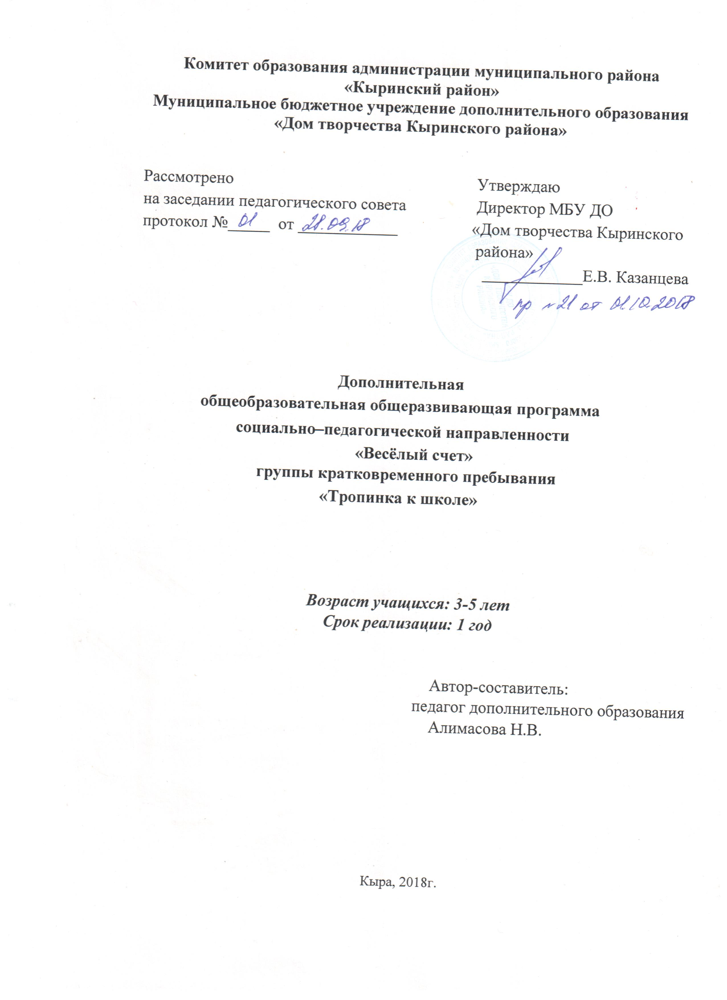 Комитет образования администрации муниципального района
«Кыринский район»
Муниципальное бюджетное учреждение дополнительного образования
«Дом творчества Кыринского района»
Рассмотрено
на заседании педагогического совета
протокол № 01 от 28.09.18
Утверждаю
Директор МБУ ДО
«Дом творчества Кыринского
района»
Е.В. Казанцева
пр №21 от 01.10.2018
Дополнительная
общеобразовательная общеразвивающая программа
социально–педагогической направленности
«Весёлый счет»
группы кратковременного пребывания
«Тропинка к школе»
Возраст учащихся: 3-5 лет
Срок реализации: 1 год
Автор-составитель:
педагог дополнительного образования
Алимасова Н.В.
Кыра, 2018г.